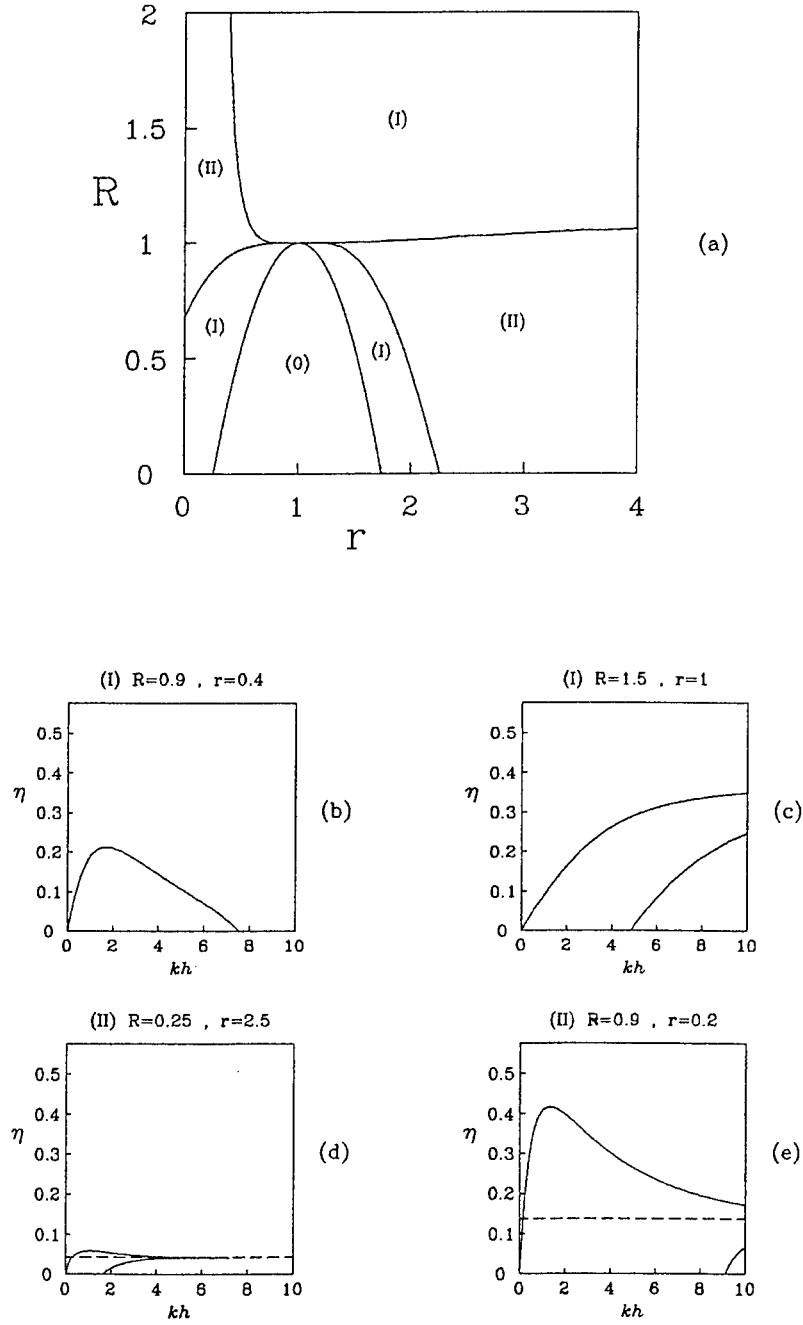 2
(I)
1.5
(II)
R
1
(a)
(I)
(II)
0.5
(0)
(I)
0
0 1 2 3 4
r
(I) R=0.9 , r=0.4
0.5
0.4
η
0.3
0.2
0.1
0
0 2 4 6 8 10
kh
(b)
(I) R=1.5 , r=1
0.5
0.4
η
0.3
0.2
0.1
0
0 2 4 6 8 10
kh
(c)
(II) R=0.25 , r=2.5
0.5
0.4
η
0.3
0.2
0.1
0
0 2 4 6 8 10
kh
(d)
(II) R=0.9 , r=0.2
0.5
0.4
η
0.3
0.2
0.1
0
0 2 4 6 8 10
kh
(e)